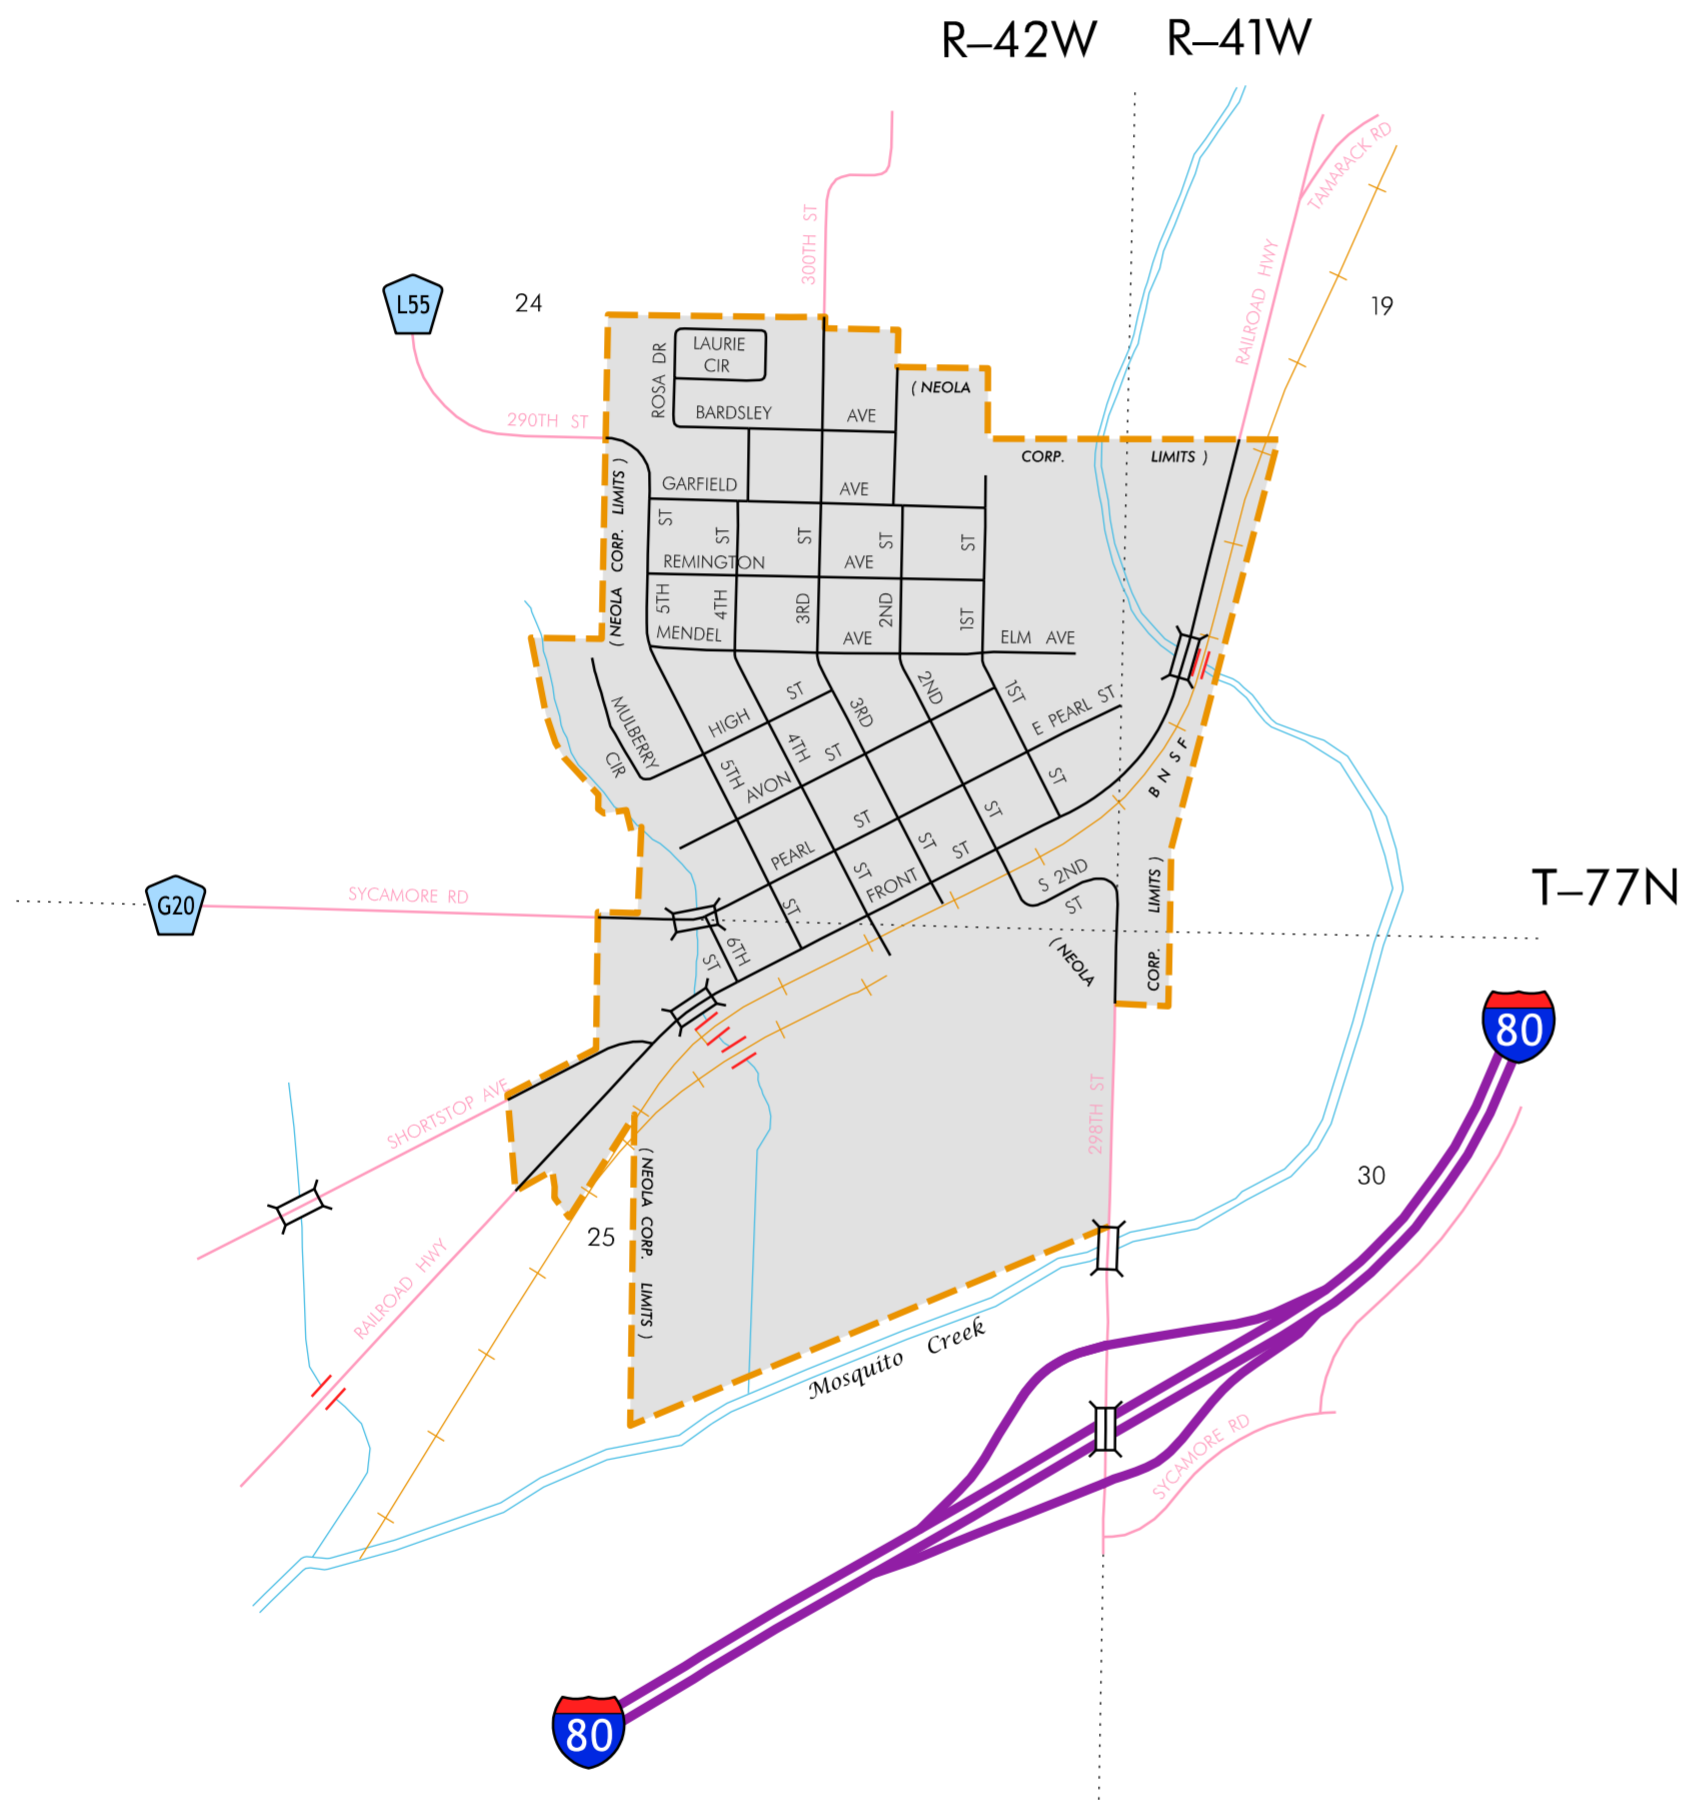 R–42W
R–41W
TAMARACK RD
300TH ST
RAILROAD HWY
L55
24
19
LAURIE
CIR
ROSA DR
( NEOLA
BARDSLEY AVE
290TH ST
CORP. LIMITS )
( NEOLA CORP. LIMITS )
GARFIELD AVE
ST
ST
ST
ST
ST
REMINGTON AVE
5TH
4TH
3RD
2ND
1ST
MENDEL AVE
ELM AVE
MULBERRY
CIR
HIGH ST
3RD
2ND
1ST
E PEARL ST
4TH
5TH
AVON ST
ST
B N S F
PEARL ST
ST
ST
ST
ST
FRONT ST
S 2ND
ST
LIMITS )
CORP.
( NEOLA
T–77N
G20
SYCAMORE RD
6TH
ST
80
SHORTSTOP AVE
298TH ST
30
25
( NEOLA CORP. LIMITS )
RAILROAD HWY
Mosquito Creek
SYCAMORE RD
80